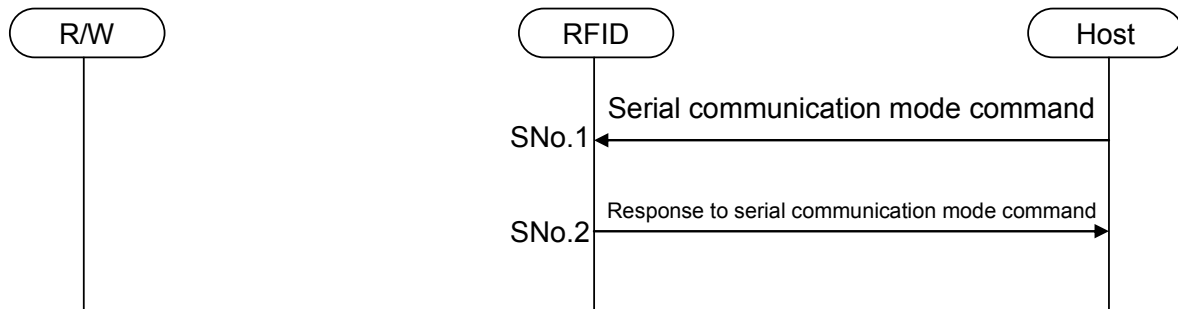 R/W
RFID
Host
Serial communication mode command
SNo.1
Response to serial communication mode command
SNo.2